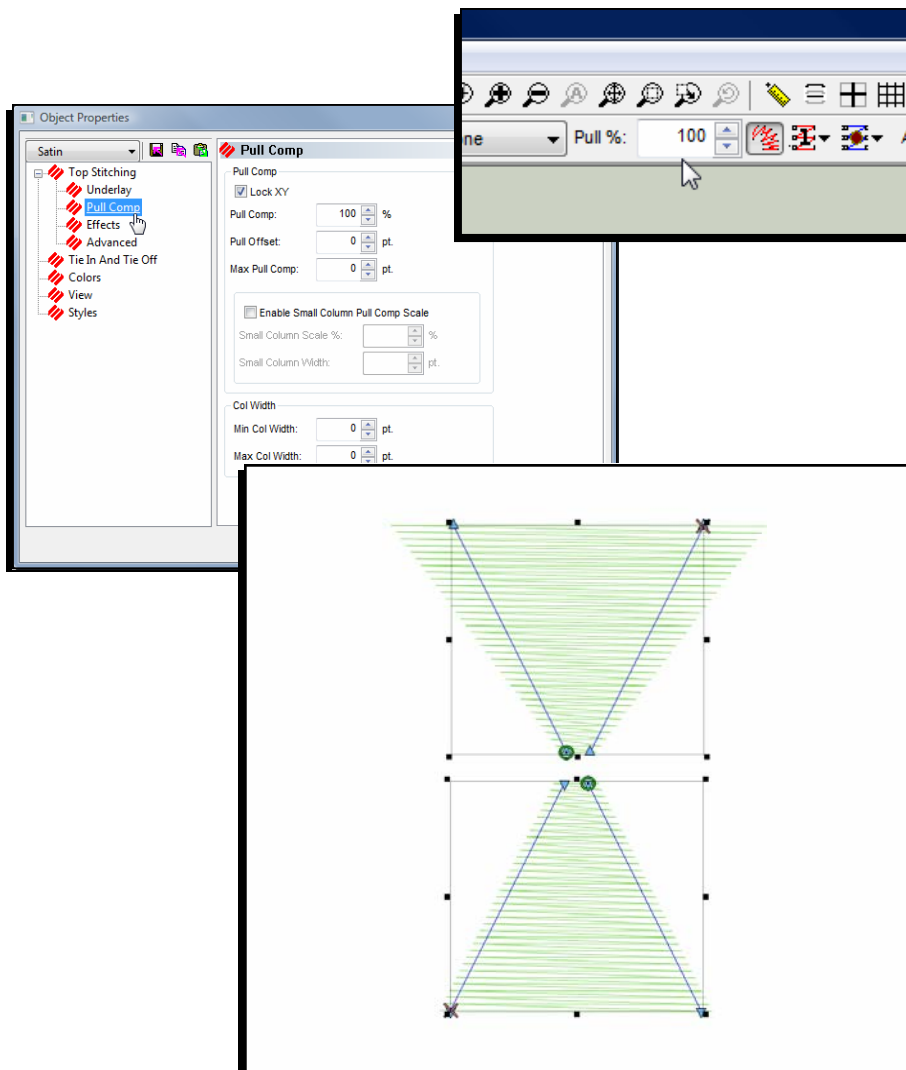 Pull %: 100
Object Properties
Satin
Top Stitching
Underlay
Pull Comp
Effects
Advanced
Tie In And Tie Off
Colors
View
Styles
Pull Comp
Pull Comp
Lock XY
Pull Comp: 100 %
Pull Offset: 0 pt.
Max Pull Comp: 0 pt.
Enable Small Column Pull Comp Scale
Small Column Scale %: %
Small Column Width: pt.
Col Width
Min Col Width: 0 pt.
Max Col Width: 0 pt.